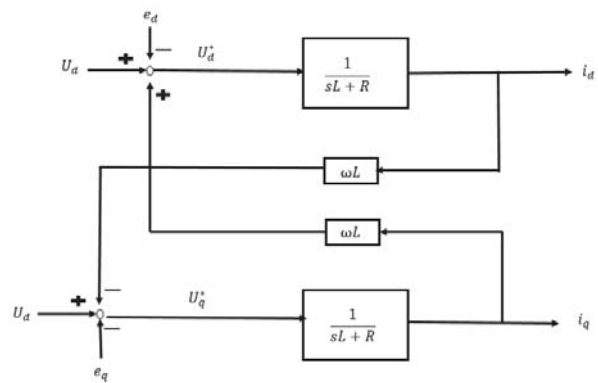 e_d
U_d + − U_d^*
1
sL + R
i_d
+
ωL
ωL
U_d + − U_q^*
−
1
sL + R
i_q
e_q